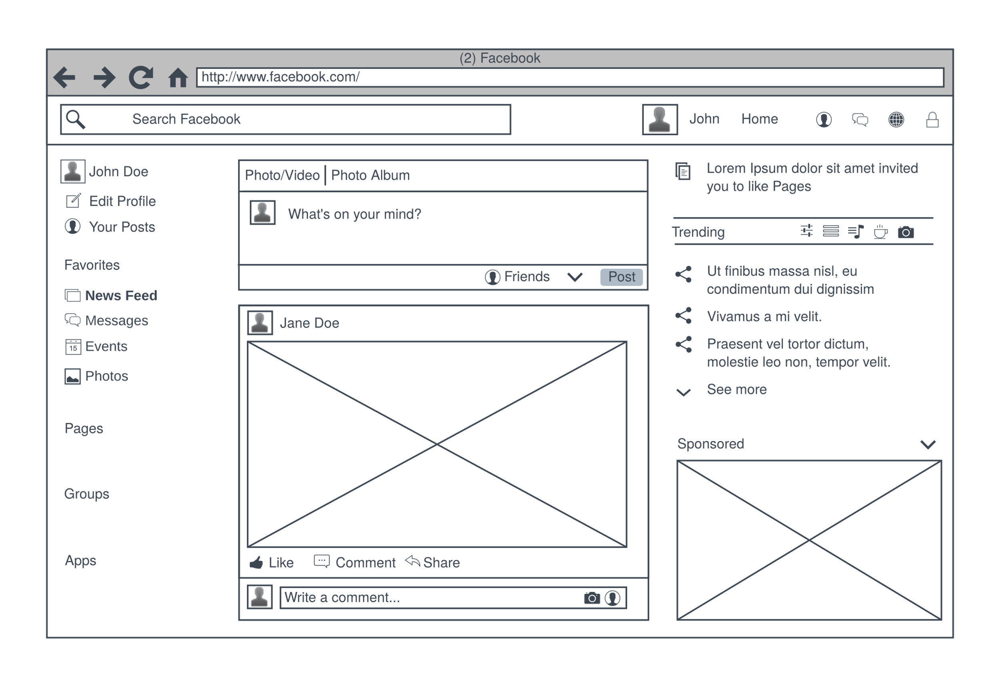 (2) Facebook
http://www.facebook.com/
Search Facebook
John
Home
John Doe
Edit Profile
Your Posts
Favorites
News Feed
Messages
15
Events
Photos
Pages
Groups
Apps
Photo/Video | Photo Album
What's on your mind?
Friends
Post
Jane Doe
Like
Comment
Share
Write a comment...
Lorem Ipsum dolor sit amet invited
you to like Pages
Trending
Ut finibus massa nisl, eu
condimentum dui dignissim
Vivamus a mi velit.
Praesent vel tortor dictum,
molestie leo non, tempor velit.
See more
Sponsored